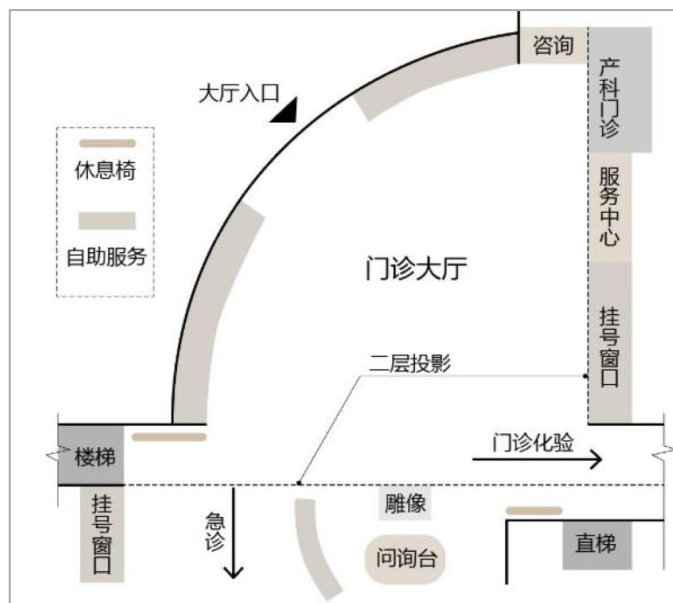 咨询
产科门诊
大厅入口
休息椅
自助服务
服务中心
门诊大厅
挂号窗口
二层投影
楼梯
门诊化验
挂号窗口
急诊
雕像
问询台
直梯